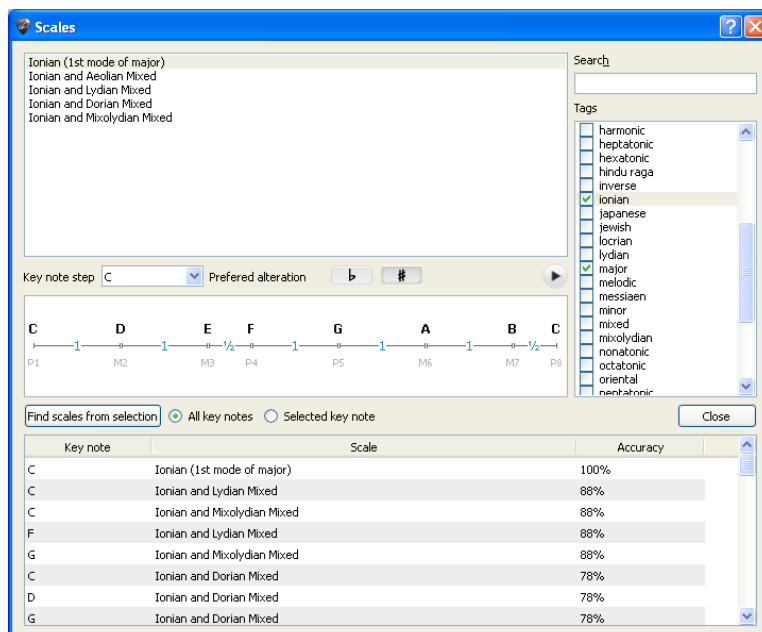 Scales
Ionian (1st mode of major)
Ionian and Aeolian Mixed
Ionian and Lydian Mixed
Ionian and Dorian Mixed
Ionian and Mixolydian Mixed
Search
Tags
harmonic
heptatonic
hexatonic
hindu raga
inverse
ionian
japanese
jewish
locrian
lydian
major
melodic
messiaen
minor
mixed
mixolydian
nonatonic
octatonic
oriental
pentatonic
Key note step C Prefered alteration ♭ #
C D E F G A B C
1 1 ½ 1 1 1 ½
P1 M2 M3 P4 P5 M6 M7 P8
Find scales from selection All key notes Selected key note Close
Key note Scale Accuracy
C Ionian (1st mode of major) 100%
C Ionian and Lydian Mixed 88%
C Ionian and Mixolydian Mixed 88%
F Ionian and Lydian Mixed 88%
G Ionian and Mixolydian Mixed 88%
C Ionian and Dorian Mixed 78%
D Ionian and Dorian Mixed 78%
G Ionian and Dorian Mixed 78%